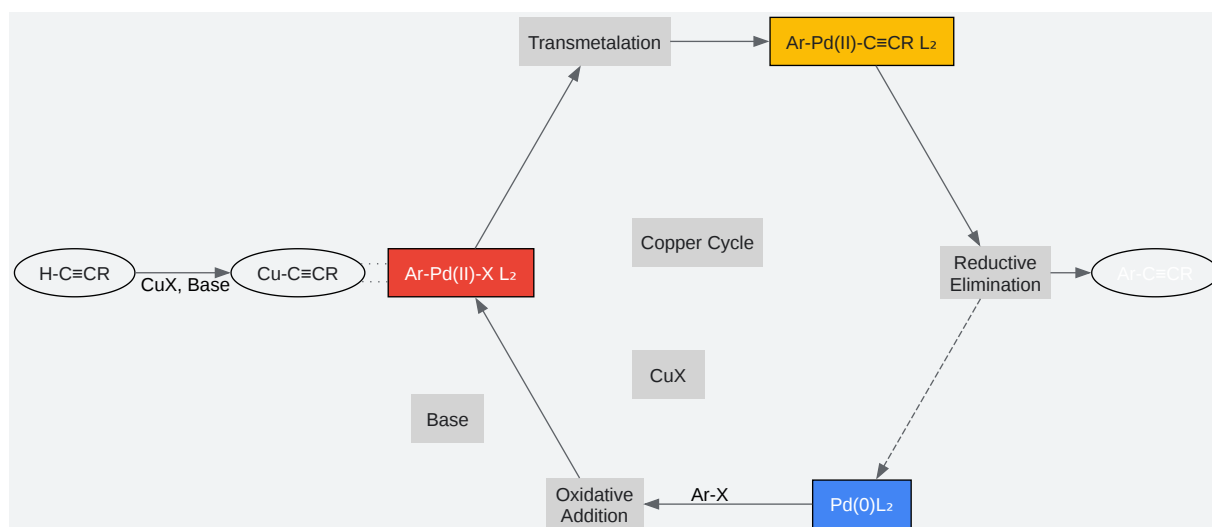 Transmetalation
Ar-Pd(II)-C≡CR L₂
Copper Cycle
H-C≡CR
CuX, Base
Cu-C≡CR
Ar-Pd(II)-X L₂
Reductive
Elimination
Ar-C≡CR
CuX
Base
Oxidative
Addition
Ar-X
Pd(0)L₂